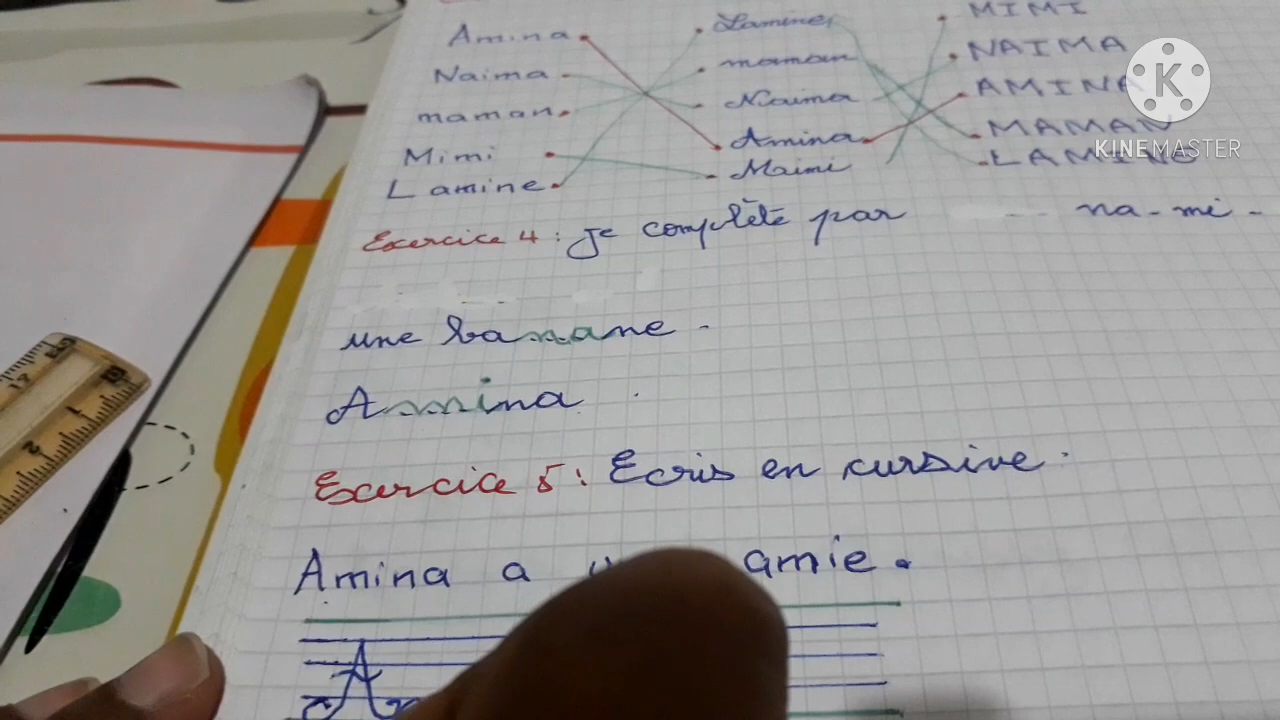 Amina Lamine MIMI
Naima maman NAIMA
maman Naima AMINA
Mimi Amina MAMAN
Lamine Mimi LAMINE
Exercice 4 : je complète par na - mi -
une banane .
Amina
Exercice 5 : Ecris en cursive .
Amina a amie .
KINEMASTER